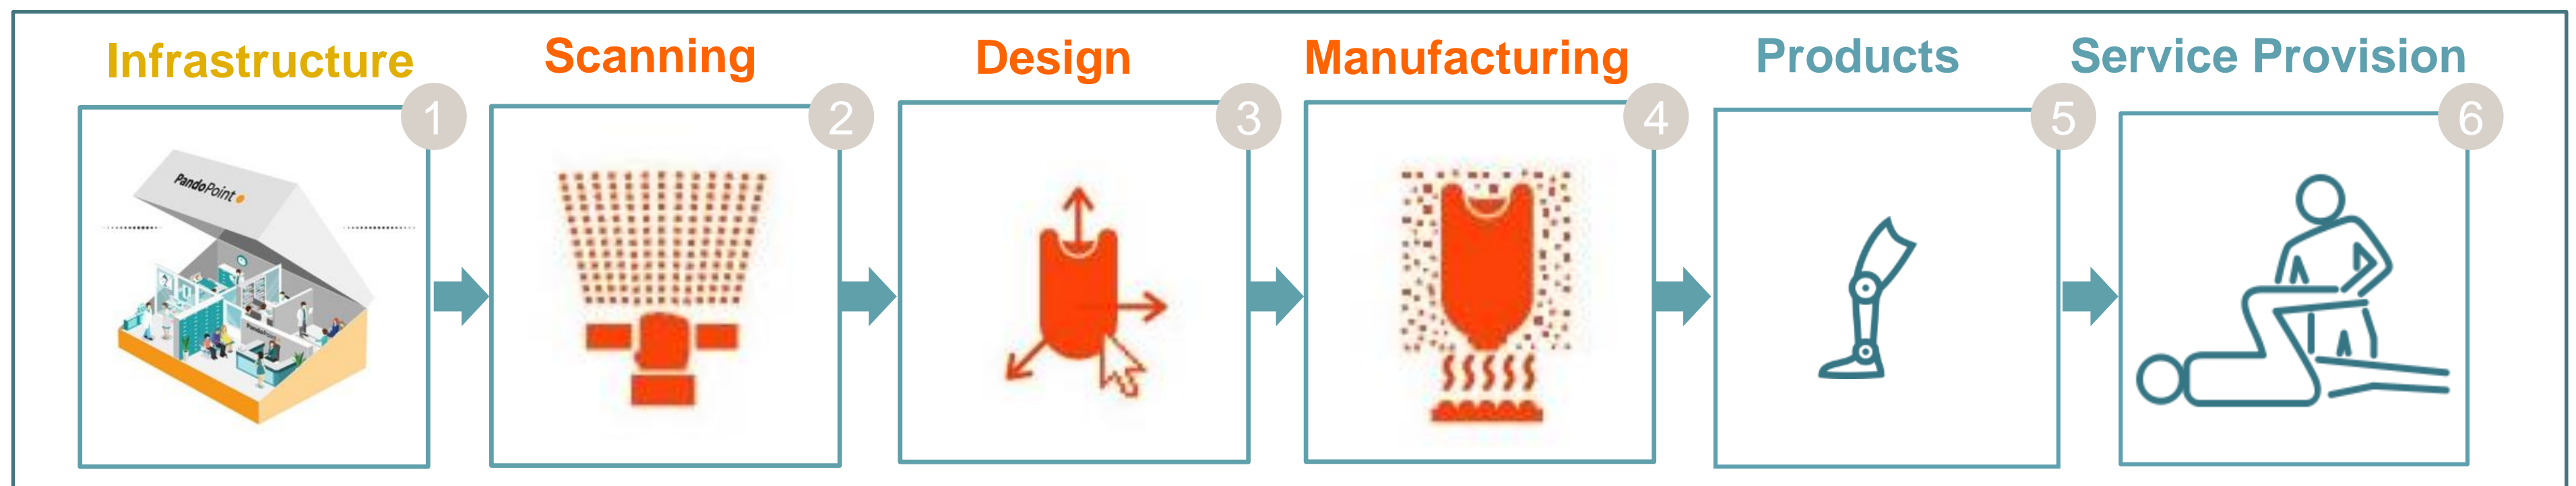 Infrastructure
Scanning
Design
Manufacturing
Products
Service Provision
1
2
3
4
5
6
PandoPoint